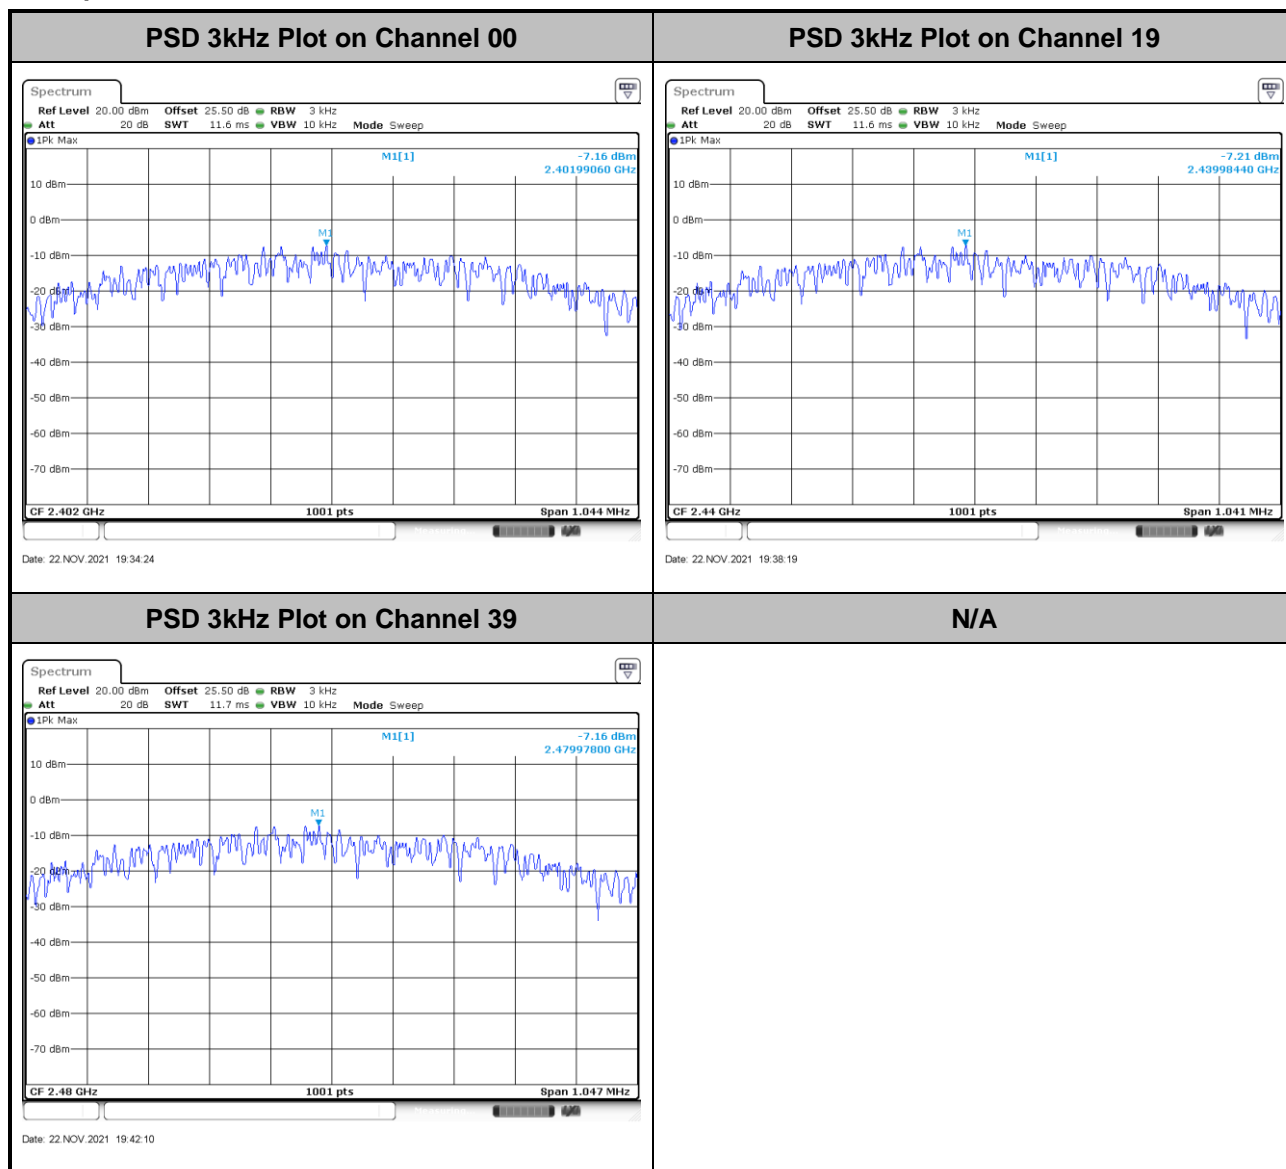 PSD 3kHz Plot on Channel 00
PSD 3kHz Plot on Channel 19
Spectrum
Ref Level 20.00 dBm Offset 25.50 dB RBW 3 kHz
Att 20 dB SWT 11.6 ms VBW 10 kHz Mode Sweep
1Pk Max
M1[1] -7.16 dBm
2.40199060 GHz
10 dBm
0 dBm
M1
-10 dBm
-20 dBm
-30 dBm
-40 dBm
-50 dBm
-60 dBm
-70 dBm
CF 2.402 GHz 1001 pts Span 1.044 MHz
Date: 22.NOV.2021 19:34:24
Spectrum
Ref Level 20.00 dBm Offset 25.50 dB RBW 3 kHz
Att 20 dB SWT 11.6 ms VBW 10 kHz Mode Sweep
1Pk Max
M1[1] -7.21 dBm
2.43998440 GHz
10 dBm
0 dBm
M1
-10 dBm
-20 dBm
-30 dBm
-40 dBm
-50 dBm
-60 dBm
-70 dBm
CF 2.44 GHz 1001 pts Span 1.041 MHz
Date: 22.NOV.2021 19:38:19
PSD 3kHz Plot on Channel 39
N/A
Spectrum
Ref Level 20.00 dBm Offset 25.50 dB RBW 3 kHz
Att 20 dB SWT 11.7 ms VBW 10 kHz Mode Sweep
1Pk Max
M1[1] -7.16 dBm
2.47997800 GHz
10 dBm
0 dBm
M1
-10 dBm
-20 dBm
-30 dBm
-40 dBm
-50 dBm
-60 dBm
-70 dBm
CF 2.48 GHz 1001 pts Span 1.047 MHz
Date: 22.NOV.2021 19:42:10